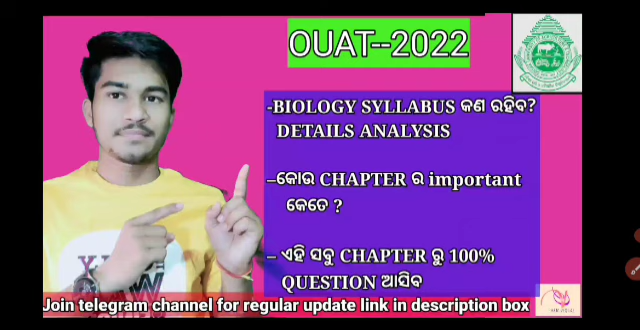 OUAT--2022
-BIOLOGY SYLLABUS କଣ ରହିବ?
DETAILS ANALYSIS
–କୋଉ CHAPTER ର important
କେତେ ?
– ଏହି ସବୁ CHAPTER ରୁ 100%
QUESTION ଆସିବ
Join telegram channel for regular update link in description box